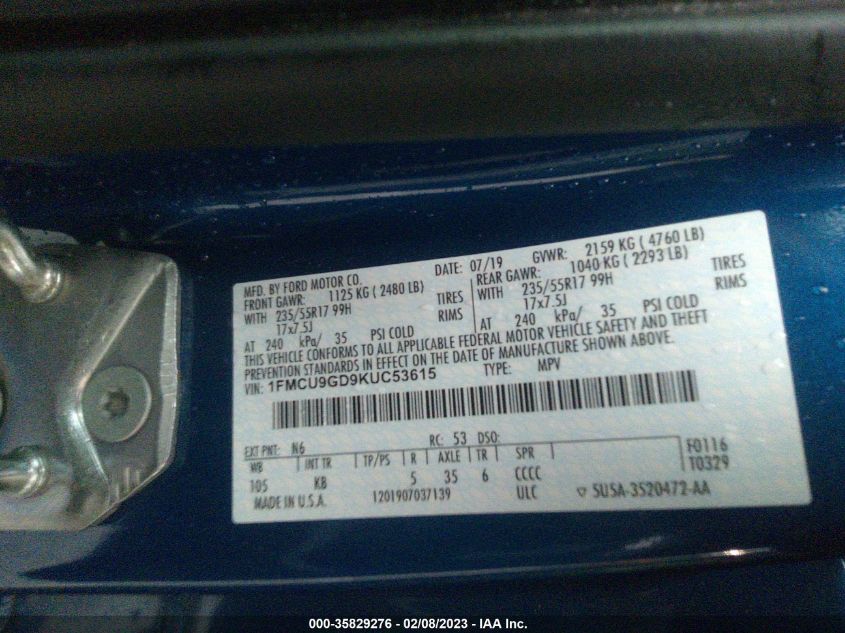 MFD. BY FORD MOTOR CO.
DATE: 07/19
GVWR: 2159 KG ( 4760 LB)
FRONT GAWR: 1125 KG ( 2480 LB)
REAR GAWR: 1040 KG ( 2293 LB)
WITH 235/55R17 99H TIRES
WITH 235/55R17 99H TIRES
17x7.5J RIMS
17x7.5J RIMS
AT 240 kPa/ 35 PSI COLD
AT 240 kPa/ 35 PSI COLD
THIS VEHICLE CONFORMS TO ALL APPLICABLE FEDERAL MOTOR VEHICLE SAFETY AND THEFT
PREVENTION STANDARDS IN EFFECT ON THE DATE OF MANUFACTURE SHOWN ABOVE.
VIN: 1FMCU9GD9KUC53615
TYPE: MPV
EXT PNT: N6 RC: 53 DSO:
WB INT TR TP/PS R AXLE TR SPR
105 KB 5 35 6 CCCC
F0116
T0329
MADE IN U.S.A. 1201907037139 ULC
▽ 5USA-3520472-AA
000-35829276 - 02/08/2023 - IAA Inc.